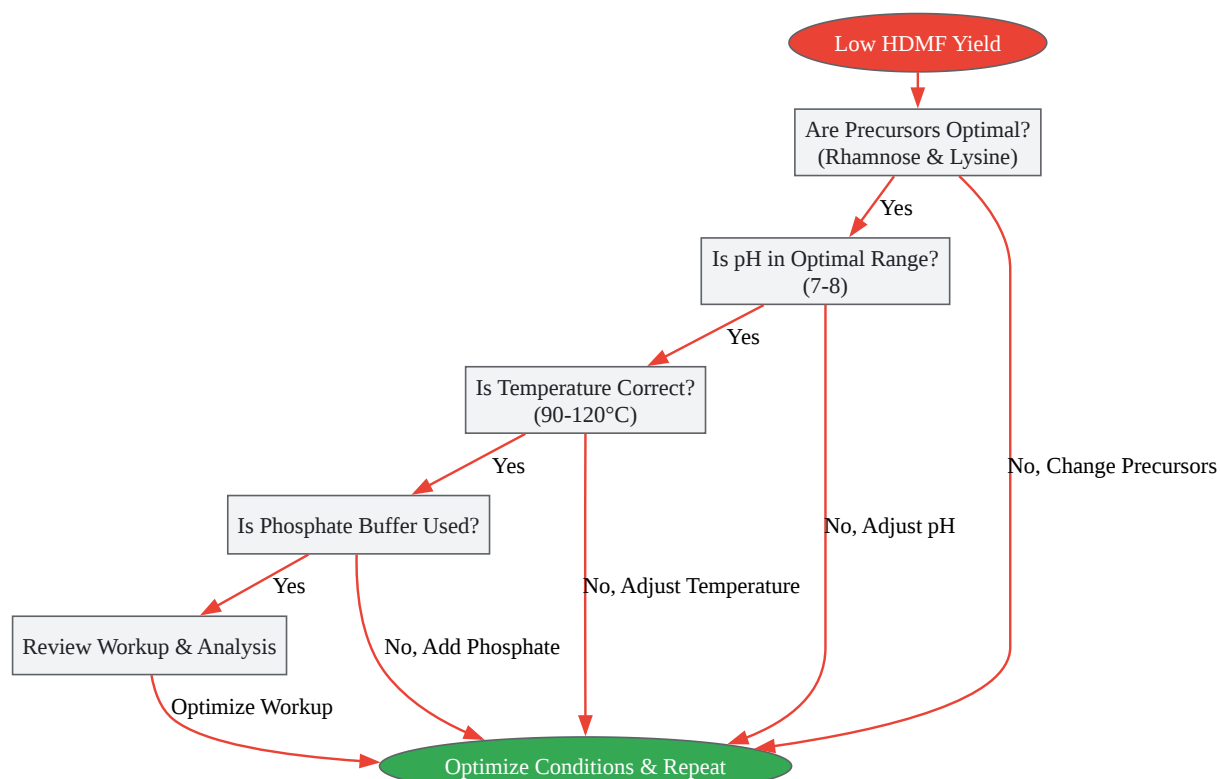 Low HDMF Yield
Are Precursors Optimal?
(Rhamnose & Lysine)
Yes
Is pH in Optimal Range?
(7-8)
Yes
Is Temperature Correct?
(90-120°C)
Yes
No, Change Precursors
Is Phosphate Buffer Used?
No, Adjust pH
Yes
No, Adjust Temperature
Review Workup & Analysis
No, Add Phosphate
Optimize Workup
Optimize Conditions & Repeat